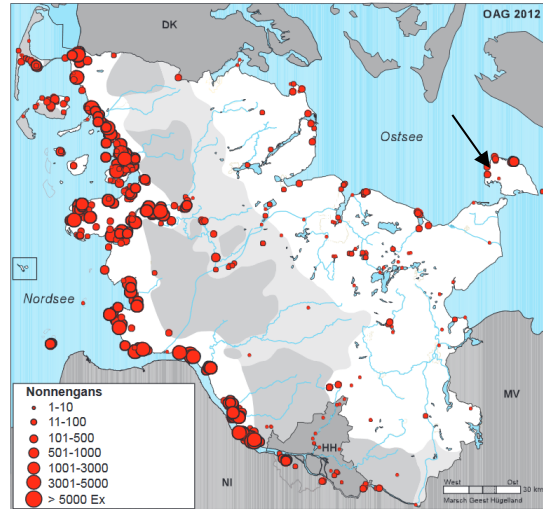 OAG 2012
DK
Ostsee
Nordsee
MV
HH
NI
Nonnengans
1-10
11-100
101-500
501-1000
1001-3000
3001-5000
> 5000 Ex
West Ost
30 km
Marsch Geest Hügelland